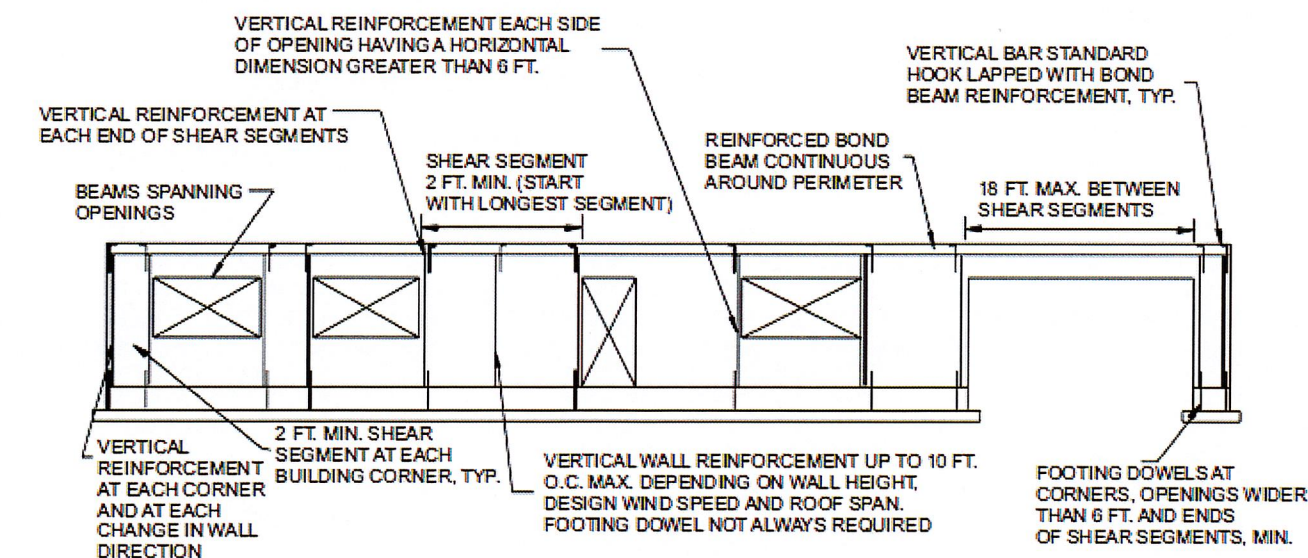 VERTICAL REINFORCEMENT EACH SIDE
OF OPENING HAVING A HORIZONTAL
DIMENSION GREATER THAN 6 FT.
VERTICAL BAR STANDARD
HOOK LAPPED WITH BOND
BEAM REINFORCEMENT, TYP.
VERTICAL REINFORCEMENT AT
EACH END OF SHEAR SEGMENTS
SHEAR SEGMENT
2 FT. MIN. (START
WITH LONGEST SEGMENT)
REINFORCED BOND
BEAM CONTINUOUS
AROUND PERIMETER
BEAMS SPANNING
OPENINGS
18 FT. MAX. BETWEEN
SHEAR SEGMENTS
VERTICAL
REINFORCEMENT
AT EACH CORNER
AND AT EACH
CHANGE IN WALL
DIRECTION
2 FT. MIN. SHEAR
SEGMENT AT EACH
BUILDING CORNER, TYP.
VERTICAL WALL REINFORCEMENT UP TO 10 FT.
O.C. MAX. DEPENDING ON WALL HEIGHT,
DESIGN WIND SPEED AND ROOF SPAN.
FOOTING DOWEL NOT ALWAYS REQUIRED
FOOTING DOWELS AT
CORNERS, OPENINGS WIDER
THAN 6 FT. AND ENDS
OF SHEAR SEGMENTS, MIN.